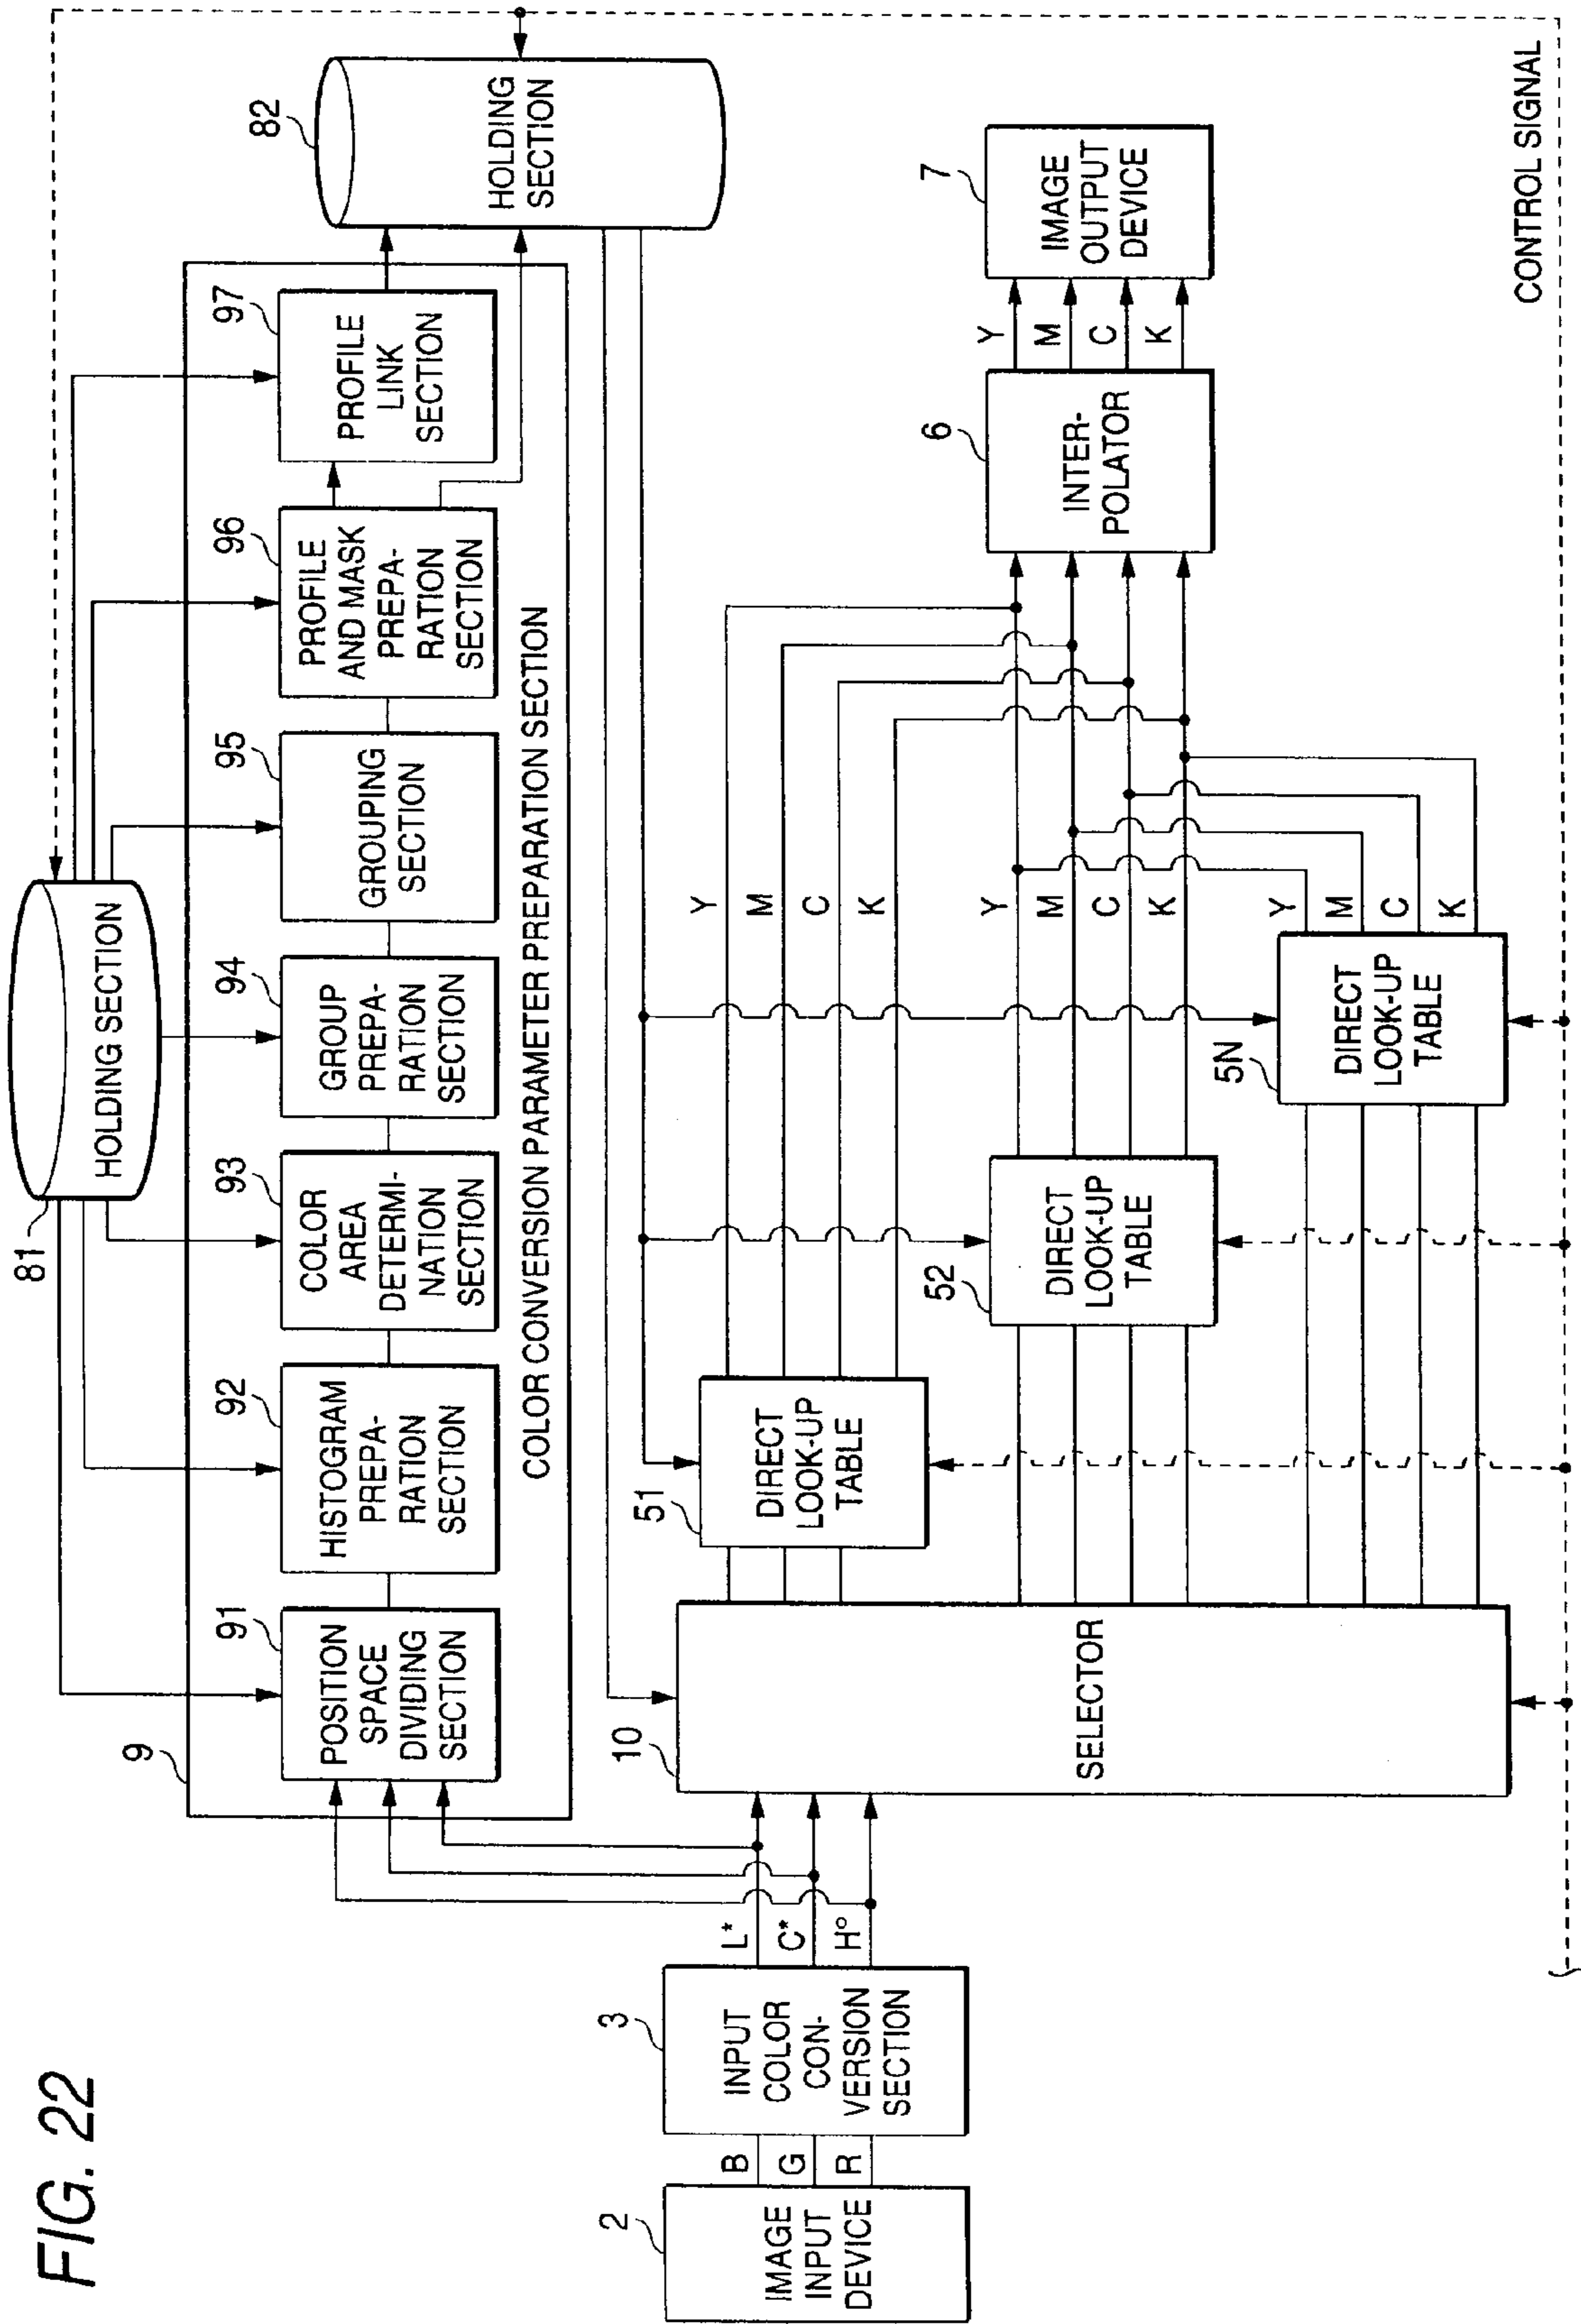 FIG. 22
81
HOLDING SECTION
82
HOLDING
SECTION
9
91
POSITION
SPACE
DIVIDING
SECTION
92
HISTOGRAM
PREPA-
RATION
SECTION
93
COLOR
AREA
DETERMI-
NATION
SECTION
94
GROUP
PREPA-
RATION
SECTION
95
GROUPING
SECTION
96
PROFILE
AND MASK
PREPA-
RATION
SECTION
97
PROFILE
LINK
SECTION
COLOR CONVERSION PARAMETER PREPARATION SECTION
2
IMAGE
INPUT
DEVICE
B
G
R
3
INPUT
COLOR
CON-
VERSION
SECTION
L*
C*
H°
10
SELECTOR
51
DIRECT
LOOK-UP
TABLE
Y
M
C
K
52
DIRECT
LOOK-UP
TABLE
Y
M
C
K
5N
DIRECT
LOOK-UP
TABLE
Y
M
C
K
6
INTER-
POLATOR
Y
M
C
K
7
IMAGE
OUTPUT
DEVICE
CONTROL SIGNAL